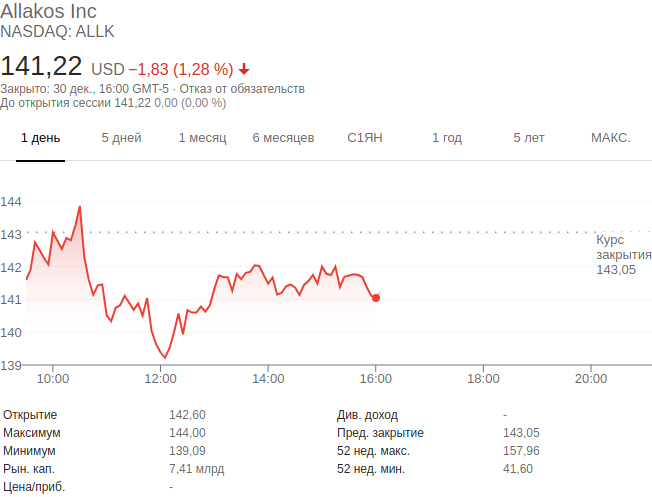 Allakos Inc
NASDAQ: ALLK
141,22 USD −1,83 (1,28 %)
Закрыто: 30 дек., 16:00 GMT-5 · Отказ от обязательств
До открытия сессии 141,22 0,00 (0,00 %)
1 день 5 дней 1 месяц 6 месяцев С1ЯН 1 год 5 лет МАКС.
144
143
Курс
закрытия
143,05
142
141
140
139
10:00 12:00 14:00 16:00 18:00 20:00
Открытие 142,60 Див. доход -
Максимум 144,00 Пред. закрытие 143,05
Минимум 139,09 52 нед. макс. 157,96
Рын. кап. 7,41 млрд 52 нед. мин. 41,60
Цена/приб. -